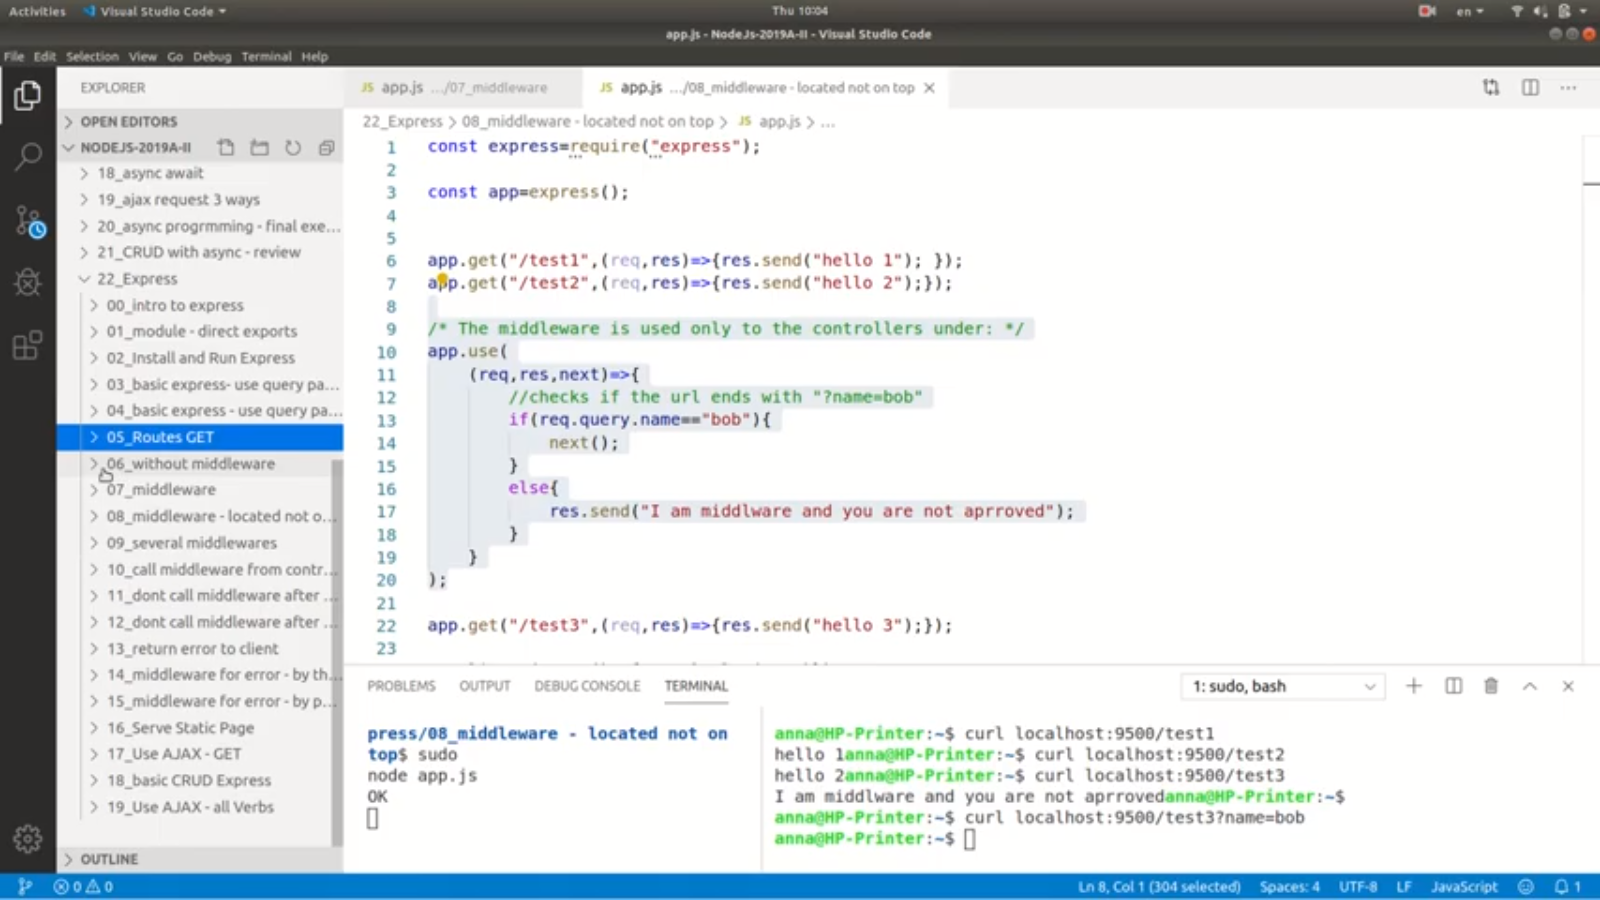 Activities Visual Studio Code Thu 10:04 en
app.js - NodeJs-2019A-II - Visual Studio Code
File Edit Selection View Go Debug Terminal Help
EXPLORER
OPEN EDITORS
NODEJS-2019A-II
18_async await
19_ajax request 3 ways
20_async progrmming - final exe...
21_CRUD with async - review
22_Express
00_intro to express
01_module - direct exports
02_Install and Run Express
03_basic express- use query pa...
04_basic express - use query pa...
05_Routes GET
06_without middleware
07_middleware
08_middleware - located not o...
09_several middlewares
10_call middleware from contr...
11_dont call middleware after ...
12_dont call middleware after ...
13_return error to client
14_middleware for error - by th...
15_middleware for error - by p...
16_Serve Static Page
17_Use AJAX - GET
18_basic CRUD Express
19_Use AJAX - all Verbs
OUTLINE
JS app.js .../07_middleware
JS app.js .../08_middleware - located not on top
22_Express > 08_middleware - located not on top > JS app.js > ...
1 const express=require("express");
2
3 const app=express();
4
5
6 app.get("/test1",(req,res)=>{res.send("hello 1"); });
7 app.get("/test2",(req,res)=>{res.send("hello 2");});
8
9 /* The middleware is used only to the controllers under: */
10 app.use(
11 (req,res,next)=>{
12 //checks if the url ends with "?name=bob"
13 if(req.query.name=="bob"){
14 next();
15 }
16 else{
17 res.send("I am middlware and you are not aprroved");
18 }
19 }
20 );
21
22 app.get("/test3",(req,res)=>{res.send("hello 3");});
23
PROBLEMS OUTPUT DEBUG CONSOLE TERMINAL 1: sudo, bash
press/08_middleware - located not on
top$ sudo
node app.js
OK
anna@HP-Printer:~$ curl localhost:9500/test1
hello 1anna@HP-Printer:~$ curl localhost:9500/test2
hello 2anna@HP-Printer:~$ curl localhost:9500/test3
I am middlware and you are not aprrovedanna@HP-Printer:~$
anna@HP-Printer:~$ curl localhost:9500/test3?name=bob
anna@HP-Printer:~$
0 0 Ln 8, Col 1 (304 selected) Spaces: 4 UTF-8 LF JavaScript 1